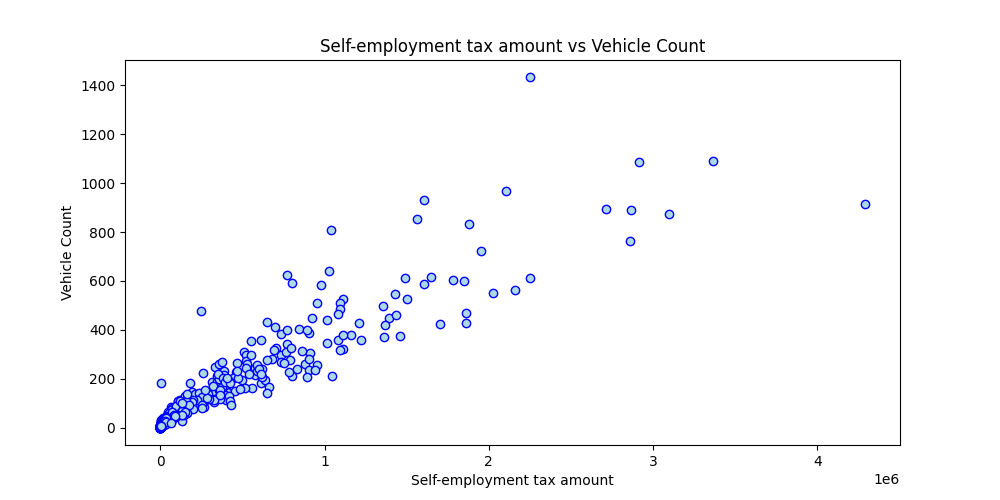 Self-employment tax amount vs Vehicle Count
1400
1200
1000
800
600
400
200
0
Vehicle Count
0 1 2 3 4
1e6
Self-employment tax amount